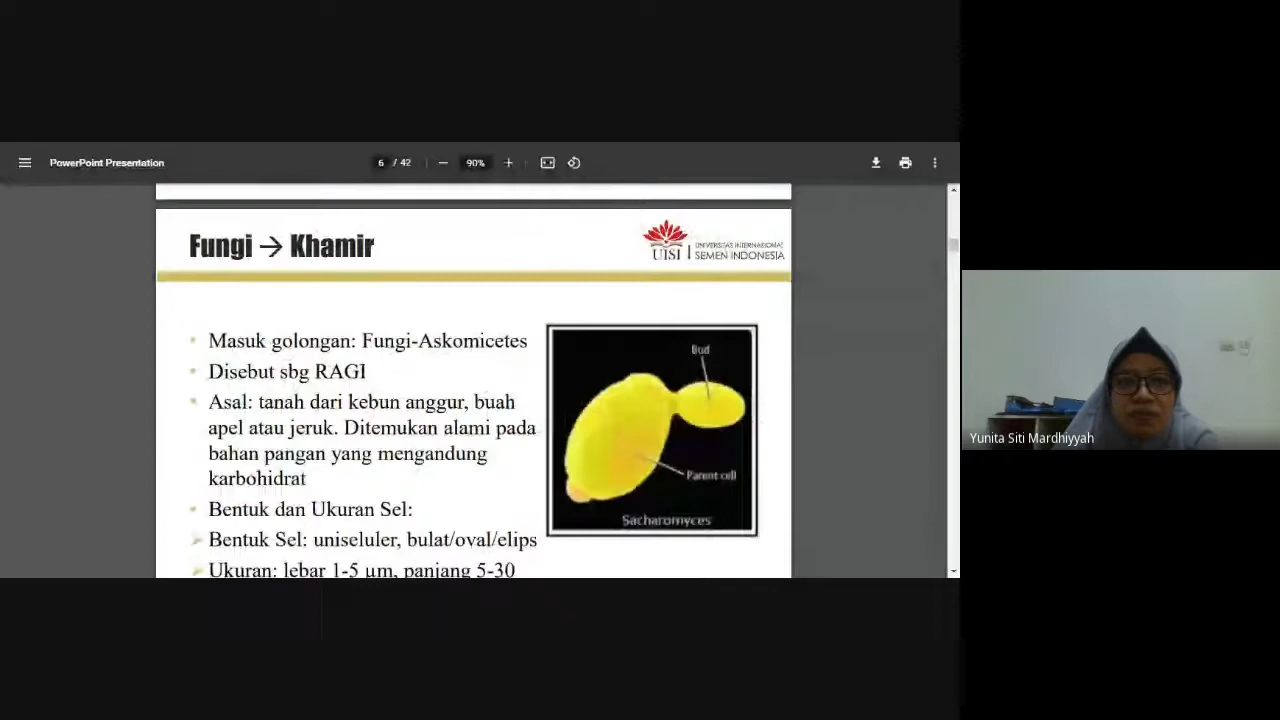 PowerPoint Presentation
6 / 42
90%
Fungi → Khamir
UISI
UNIVERSITAS INTERNASIONAL
SEMEN INDONESIA
• Masuk golongan: Fungi-Askomicetes
• Disebut sbg RAGI
• Asal: tanah dari kebun anggur, buah
apel atau jeruk. Ditemukan alami pada
bahan pangan yang mengandung
karbohidrat
• Bentuk dan Ukuran Sel:
➢ Bentuk Sel: uniseluler, bulat/oval/elips
➢ Ukuran: lebar 1-5 µm, panjang 5-30
Bud
Parent cell
Sacharomyces
Yunita Siti Mardhiyyah